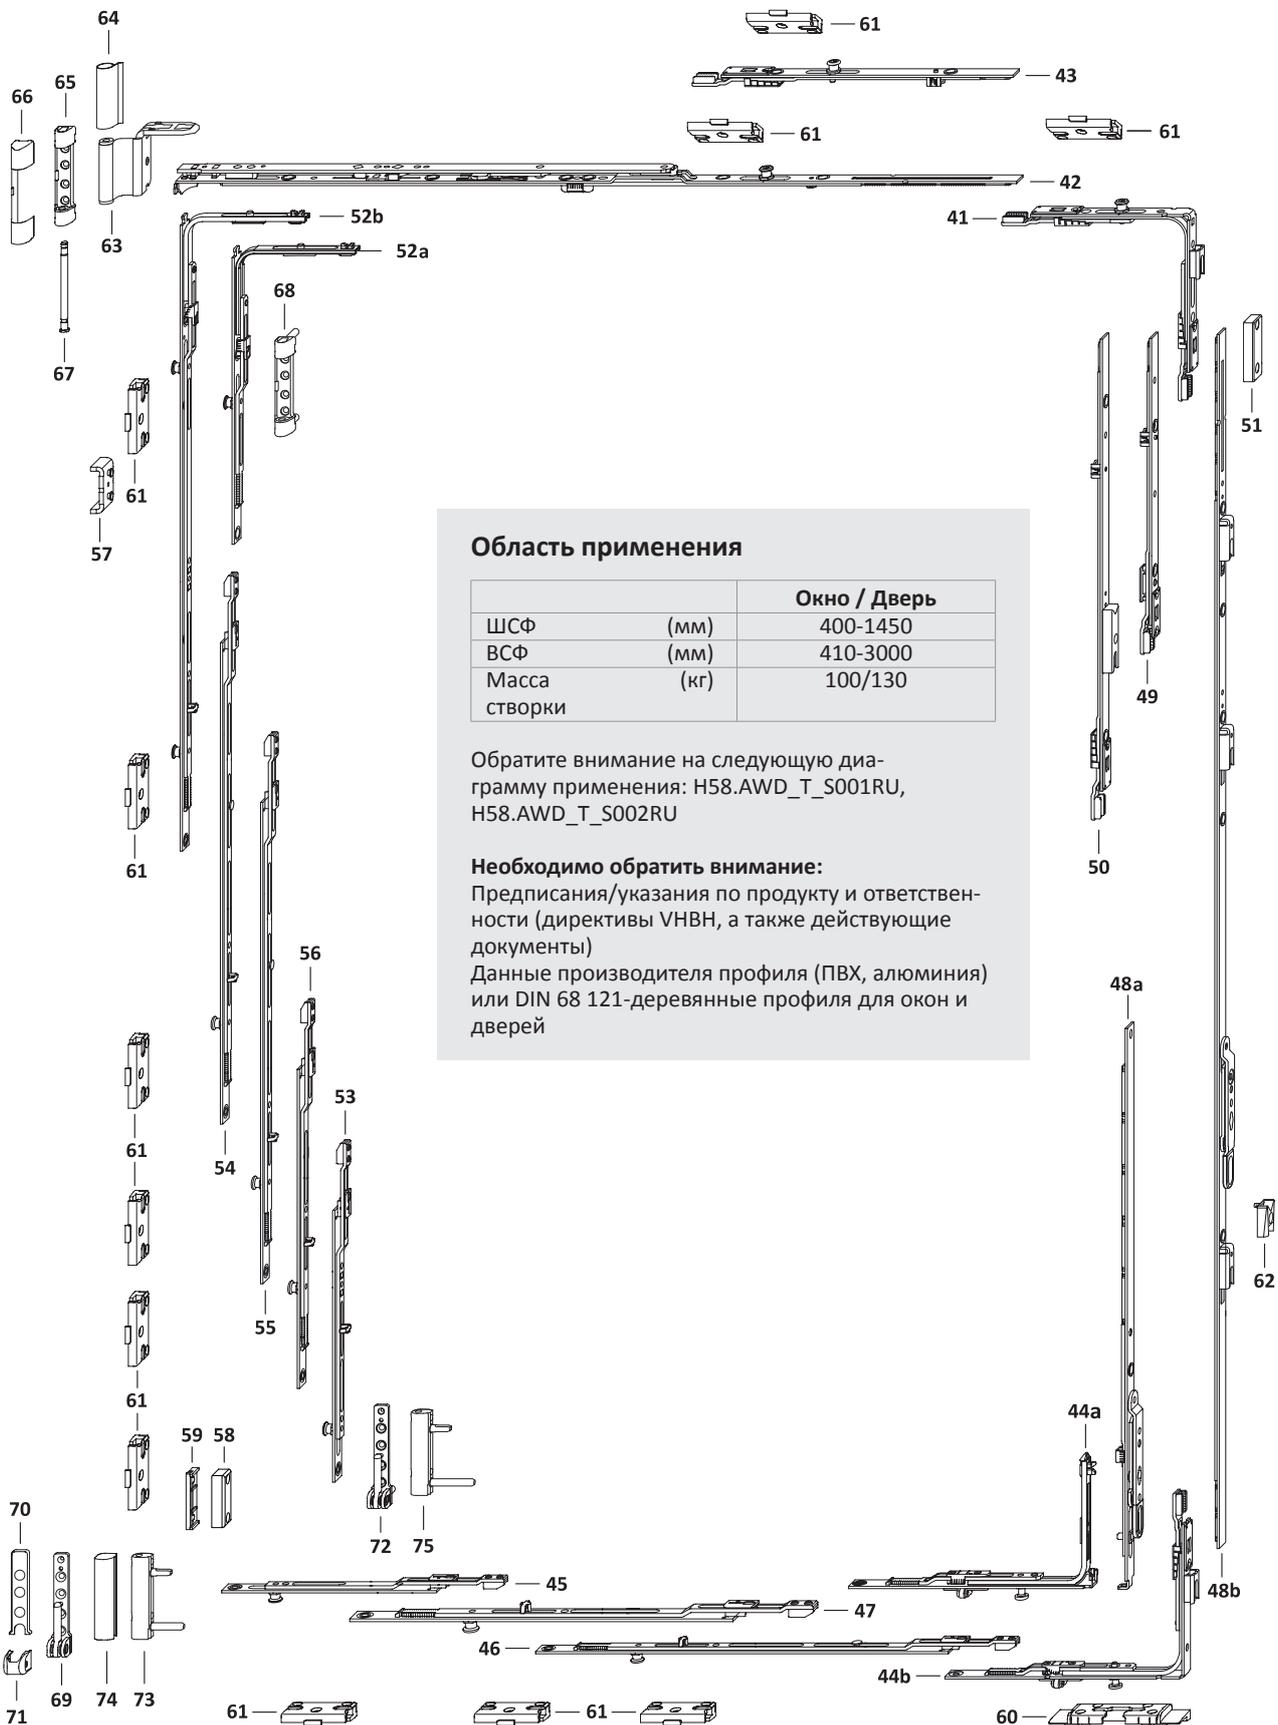 64
61
43
66
65
61
61
42
63
52b
41
52a
68
67
51
61
57
Область применения
Окно / Дверь
ШСФ (мм) 400-1450
ВСФ (мм) 410-3000
Масса (кг) 100/130
створки
Обратите внимание на следующую диа-
грамму применения: H58.AWD_T_S001RU,
H58.AWD_T_S002RU
Необходимо обратить внимание:
Предписания/указания по продукту и ответствен-
ности (директивы VHBH, а также действующие
документы)
Данные производителя профиля (ПВХ, алюминия)
или DIN 68 121-деревянные профиля для окон и
дверей
49
61
50
56
48a
53
61
54
62
55
61
44a
59 58
70
72 75
45
48b
47
46
44b
71 69 74 73
61
61
60